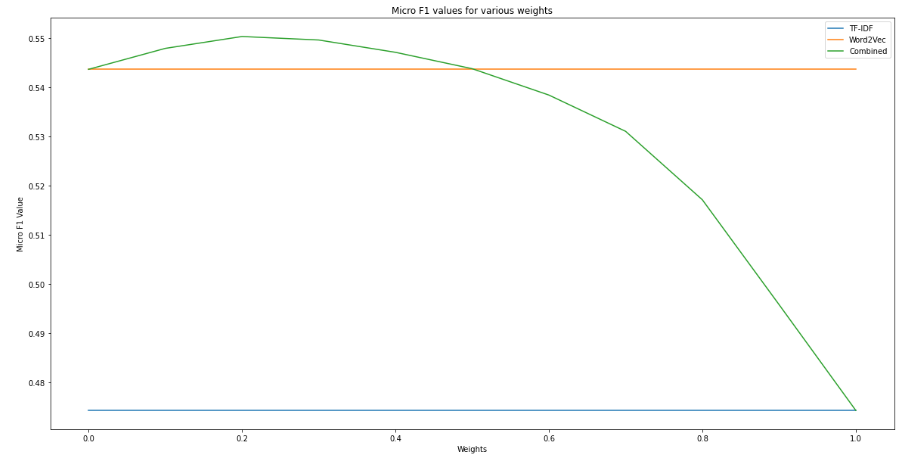 Micro F1 values for various weights
TF-IDF
Word2Vec
Combined
0.55
0.54
0.53
0.52
0.51
0.50
0.49
0.48
Micro F1 Value
0.0
0.2
0.4
0.6
0.8
1.0
Weights